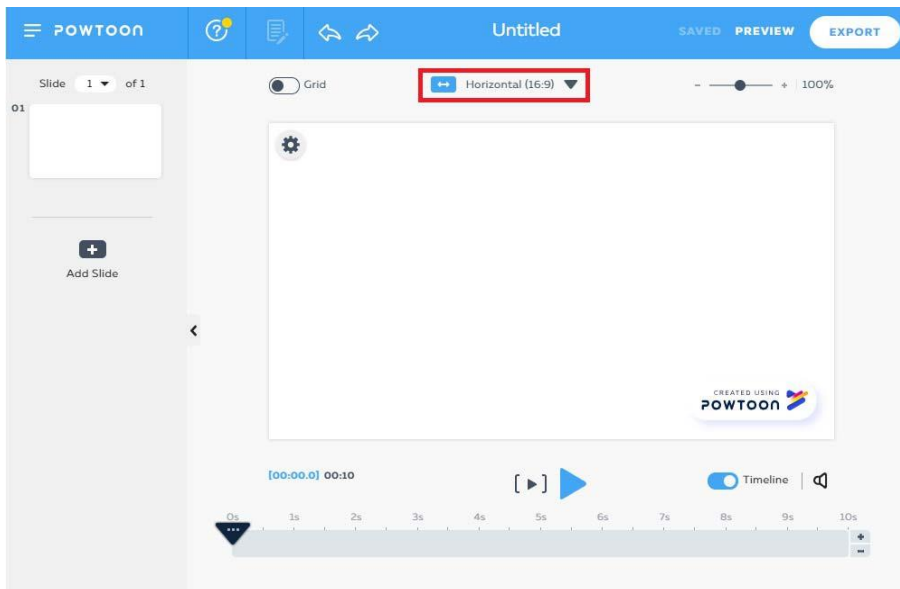 POWTOON
Untitled
SAVED PREVIEW EXPORT
Slide 1 of 1
Grid
Horizontal (16:9)
- + 100%
01
Add Slide
CREATED USING
POWTOON
[00:00.0] 00:10
Timeline
0s 1s 2s 3s 4s 5s 6s 7s 8s 9s 10s